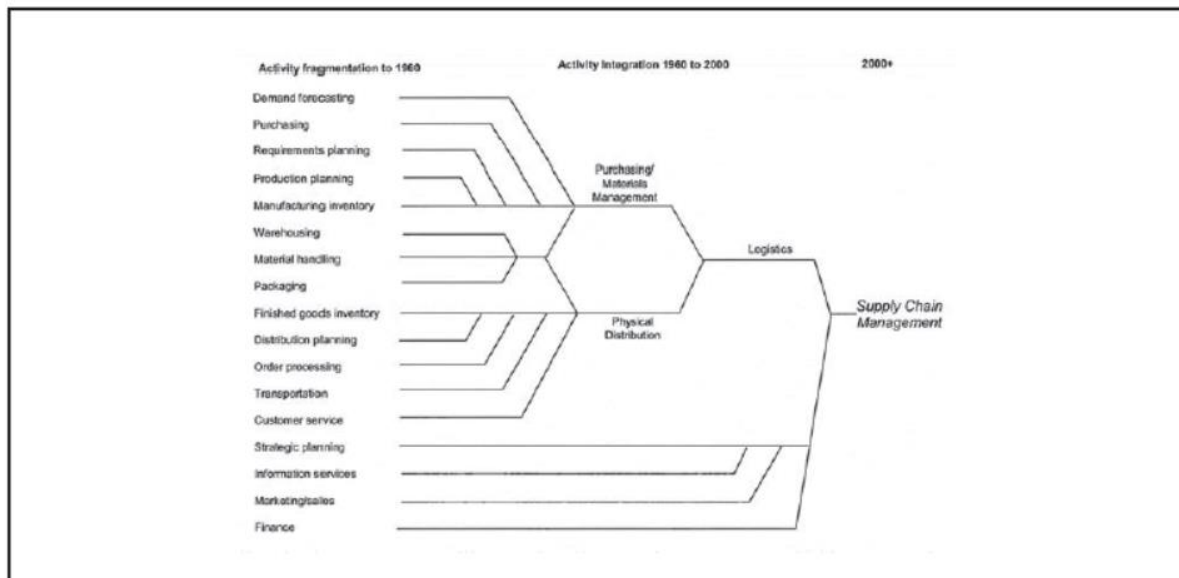 Activity fragmentation to 1960
Activity Integration 1960 to 2000
2000+
Demand forecasting
Purchasing
Requirements planning
Production planning
Manufacturing inventory
Warehousing
Material handling
Packaging
Finished goods inventory
Distribution planning
Order processing
Transportation
Customer service
Strategic planning
Information services
Marketing/sales
Finance
Purchasing/
Materials
Management
Physical
Distribution
Logistics
Supply Chain
Management